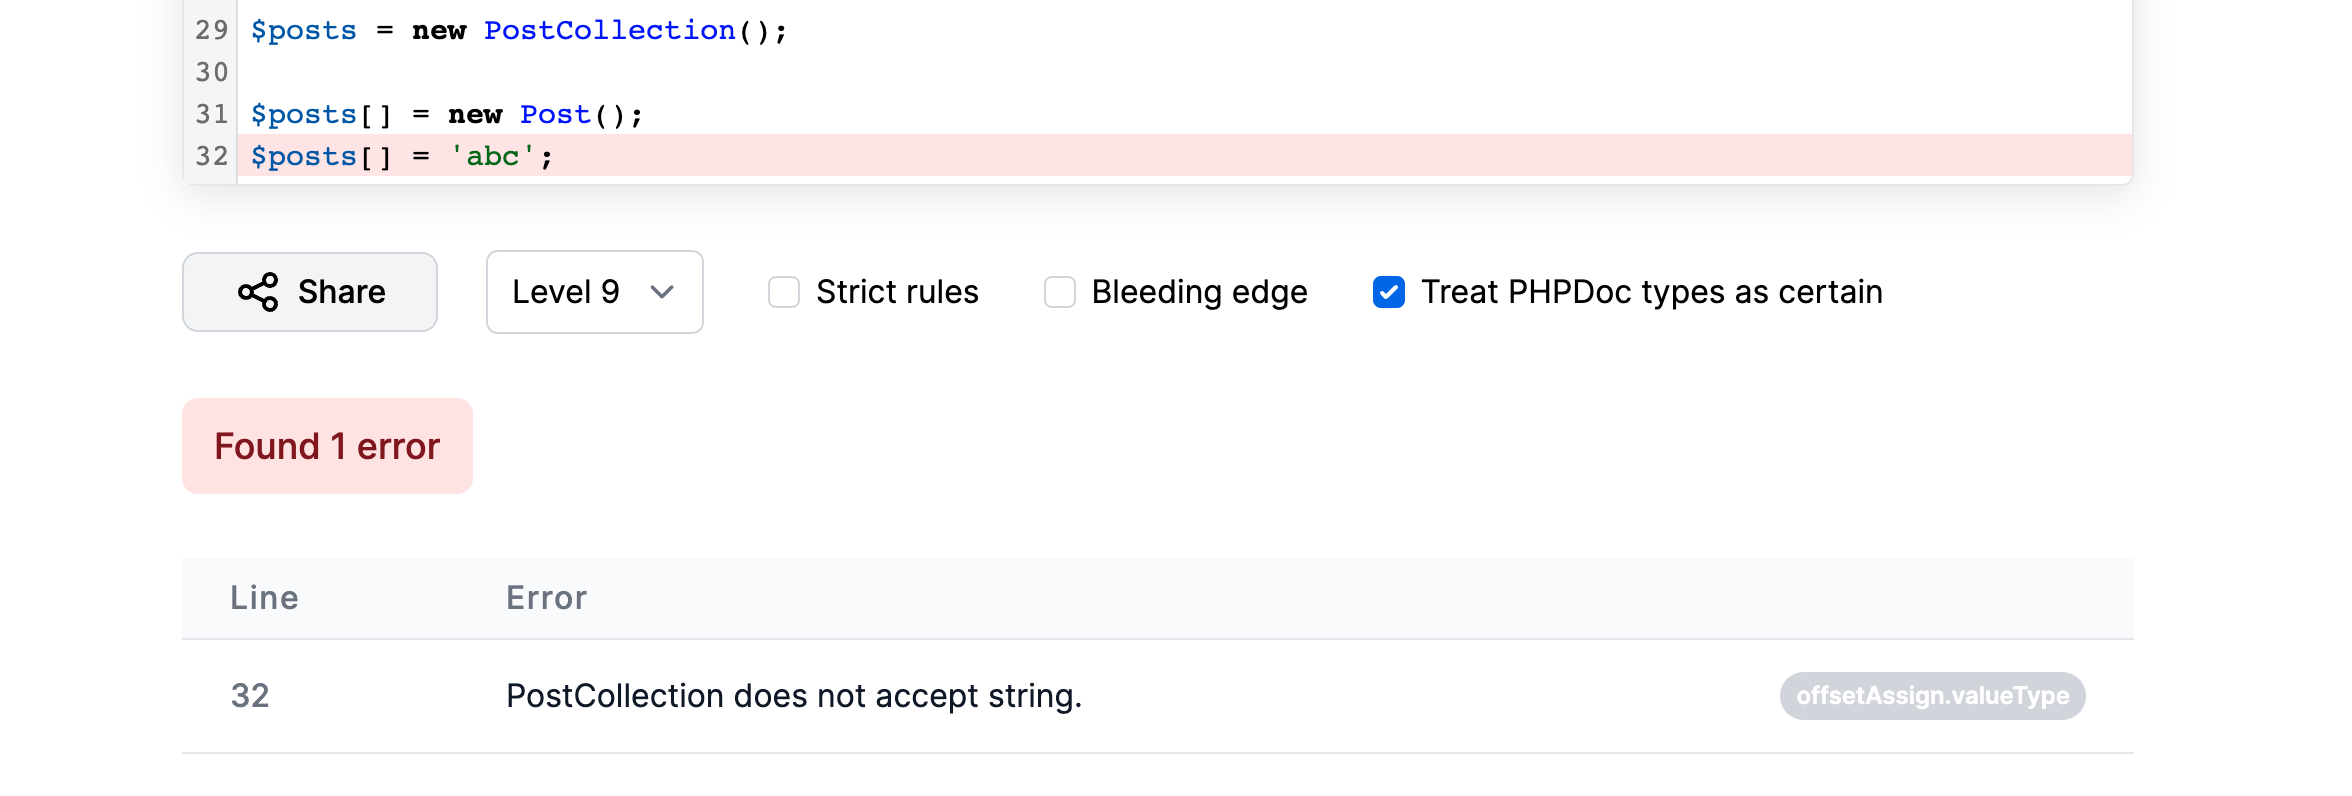 29 $posts = new PostCollection();
30
31 $posts[] = new Post();
32 $posts[] = 'abc';
Share Level 9 Strict rules Bleeding edge Treat PHPDoc types as certain
Found 1 error
Line Error
32 PostCollection does not accept string. offsetAssign.valueType